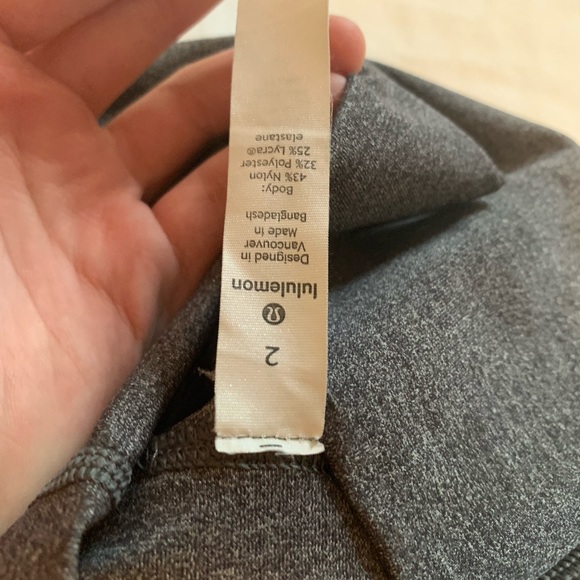 2
lululemon
Designed in
Vancouver
Made in
Bangladesh
Body:
43% Nylon
32% Polyester
25% Lycra®
elastane